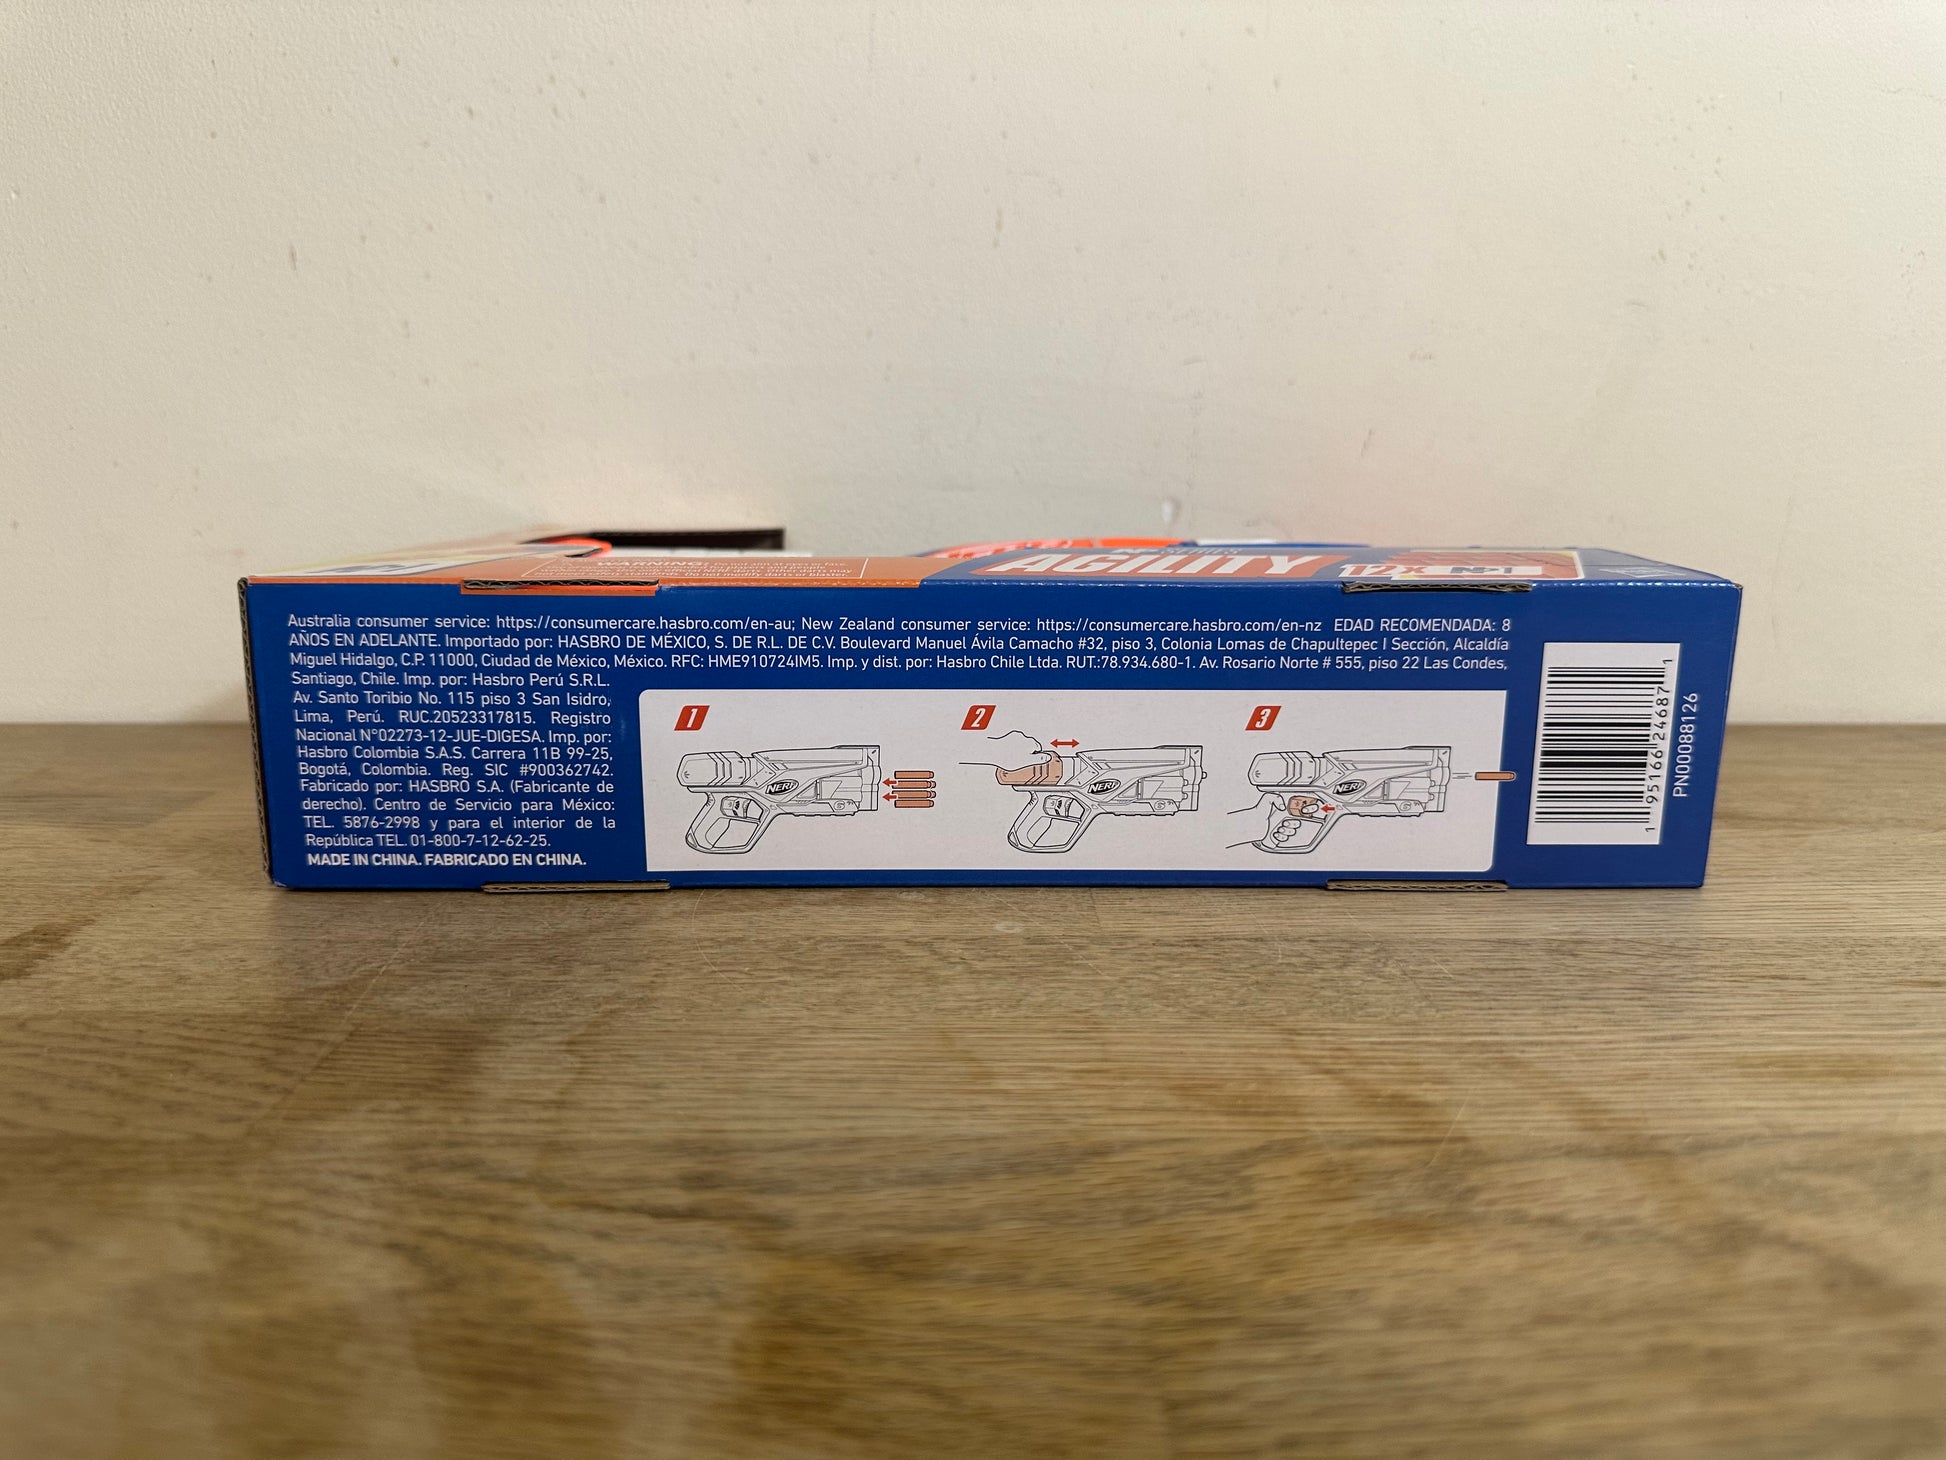 WARNING:
N SERIES
AGILITY
12X N1
Australia consumer service: https://consumercare.hasbro.com/en-au; New Zealand consumer service: https://consumercare.hasbro.com/en-nz EDAD RECOMENDADA: 8
AÑOS EN ADELANTE. Importado por: HASBRO DE MÉXICO, S. DE R.L. DE C.V. Boulevard Manuel Ávila Camacho #32, piso 3, Colonia Lomas de Chapultepec I Sección, Alcaldía
Miguel Hidalgo, C.P. 11000, Ciudad de México, México. RFC: HME910724IM5. Imp. y dist. por: Hasbro Chile Ltda. RUT.:78.934.680-1. Av. Rosario Norte # 555, piso 22 Las Condes,
Santiago, Chile. Imp. por: Hasbro Perú S.R.L.
Av. Santo Toribio No. 115 piso 3 San Isidro,
Lima, Perú. RUC.20523317815. Registro
Nacional N°02273-12-JUE-DIGESA. Imp. por:
Hasbro Colombia S.A.S. Carrera 11B 99-25,
Bogotá, Colombia. Reg. SIC #900362742.
Fabricado por: HASBRO S.A. (Fabricante de
derecho). Centro de Servicio para México:
TEL. 5876-2998 y para el interior de la
República TEL. 01-800-7-12-62-25.
MADE IN CHINA. FABRICADO EN CHINA.
1
NERF
2
NERF
3
NERF
1 95166 24687 1
PN00088126